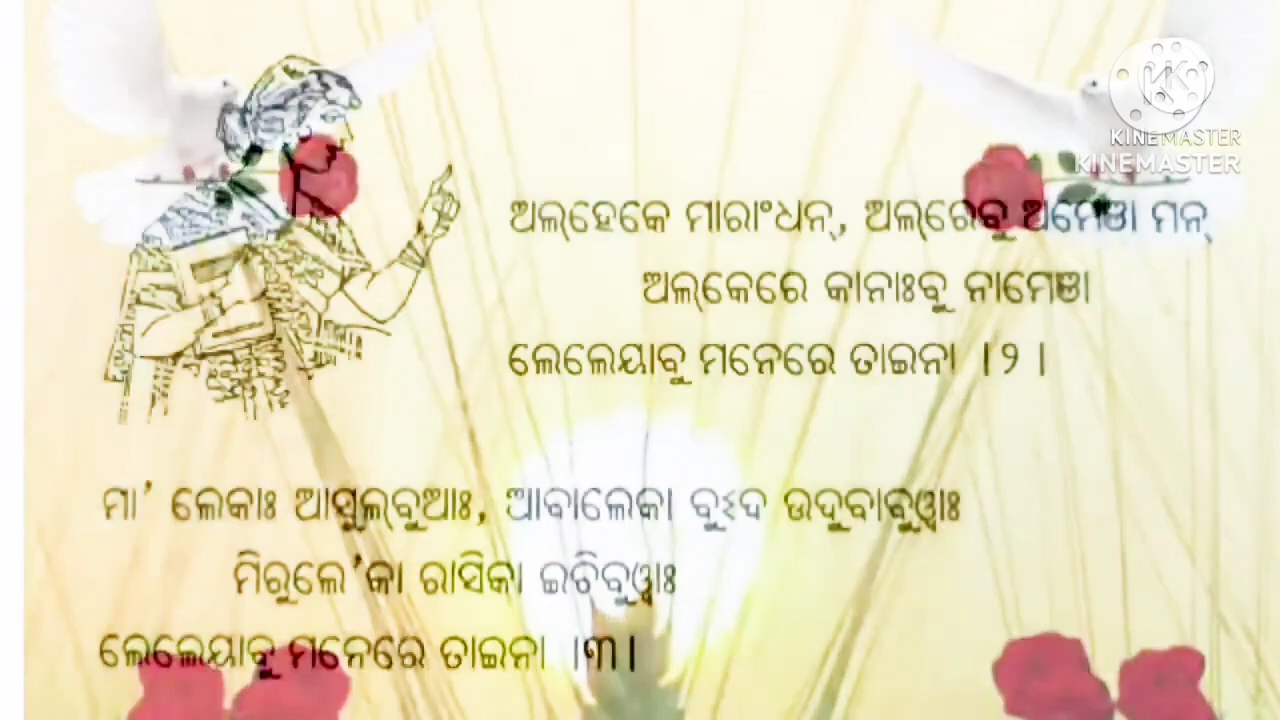 KINEMASTER
KINEMASTER
ଅଲ୍‌ହେକେ ମାରାଂଧନ୍, ଅଲ୍‌ରେବୁ ଅମେଞା ମନ୍
ଅଲ୍‌କେରେ କାନାଃବୁ ନାମେଞା
ଲେଲେୟାବୁ ମନେରେ ତାଇନା ।୨।
ମା' ଲେକାଃ ଆସୁଲ୍‌ବୁଆଃ, ଆବାଲେକା ଉଦୁବାବୁୱାଃ
ମିରୁଲେ'କା ରାସିକା ଇଚିବୁୱାଃ
ଲେଲେୟାବୁ ମନେରେ ତାଇନା ।୩।